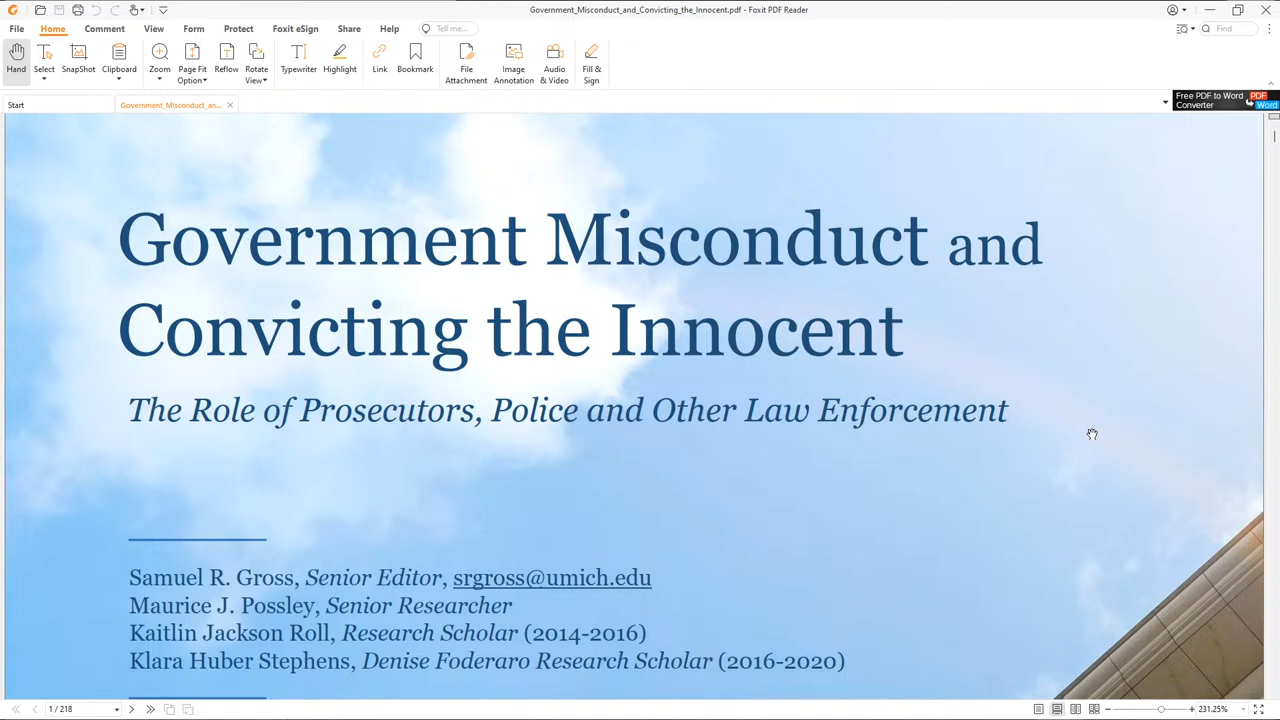 Government_Misconduct_and_Convicting_the_Innocent.pdf - Foxit PDF Reader
File Home Comment View Form Protect Foxit eSign Share Help Tell me... Find
Hand Select SnapShot Clipboard Zoom Page Fit Option Reflow Rotate View Typewriter Highlight Link Bookmark File Attachment Image Annotation Audio & Video Fill & Sign
Start Government_Misconduct_an...
Free PDF to Word Converter PDF Word
Government Misconduct and
Convicting the Innocent
The Role of Prosecutors, Police and Other Law Enforcement
Samuel R. Gross, Senior Editor, srgross@umich.edu
Maurice J. Possley, Senior Researcher
Kaitlin Jackson Roll, Research Scholar (2014-2016)
Klara Huber Stephens, Denise Foderaro Research Scholar (2016-2020)
1 / 218 231.25%